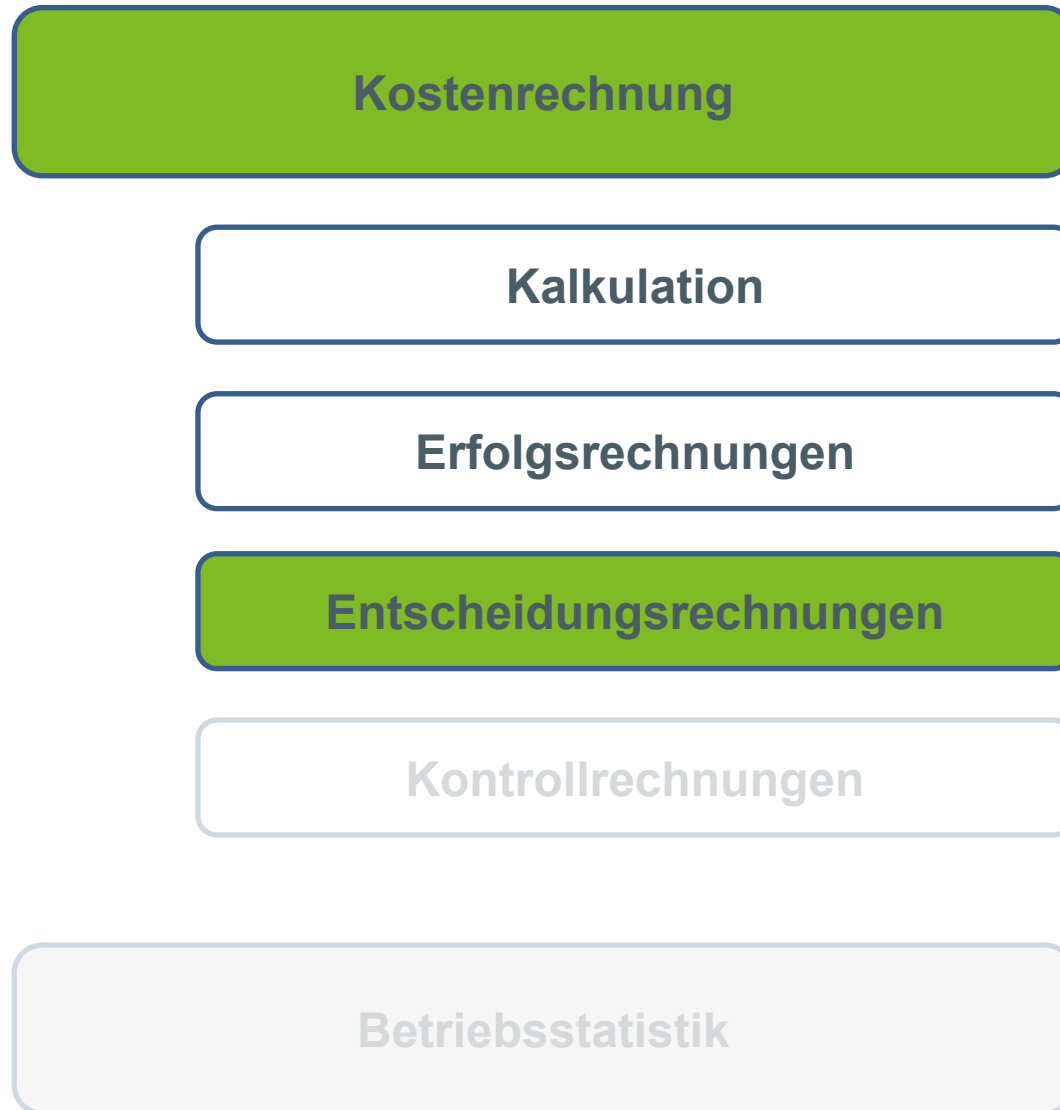 Kostenrechnung
Kalkulation
Erfolgsrechnungen
Entscheidungsrechnungen
Kontrollrechnungen
Betriebsstatistik